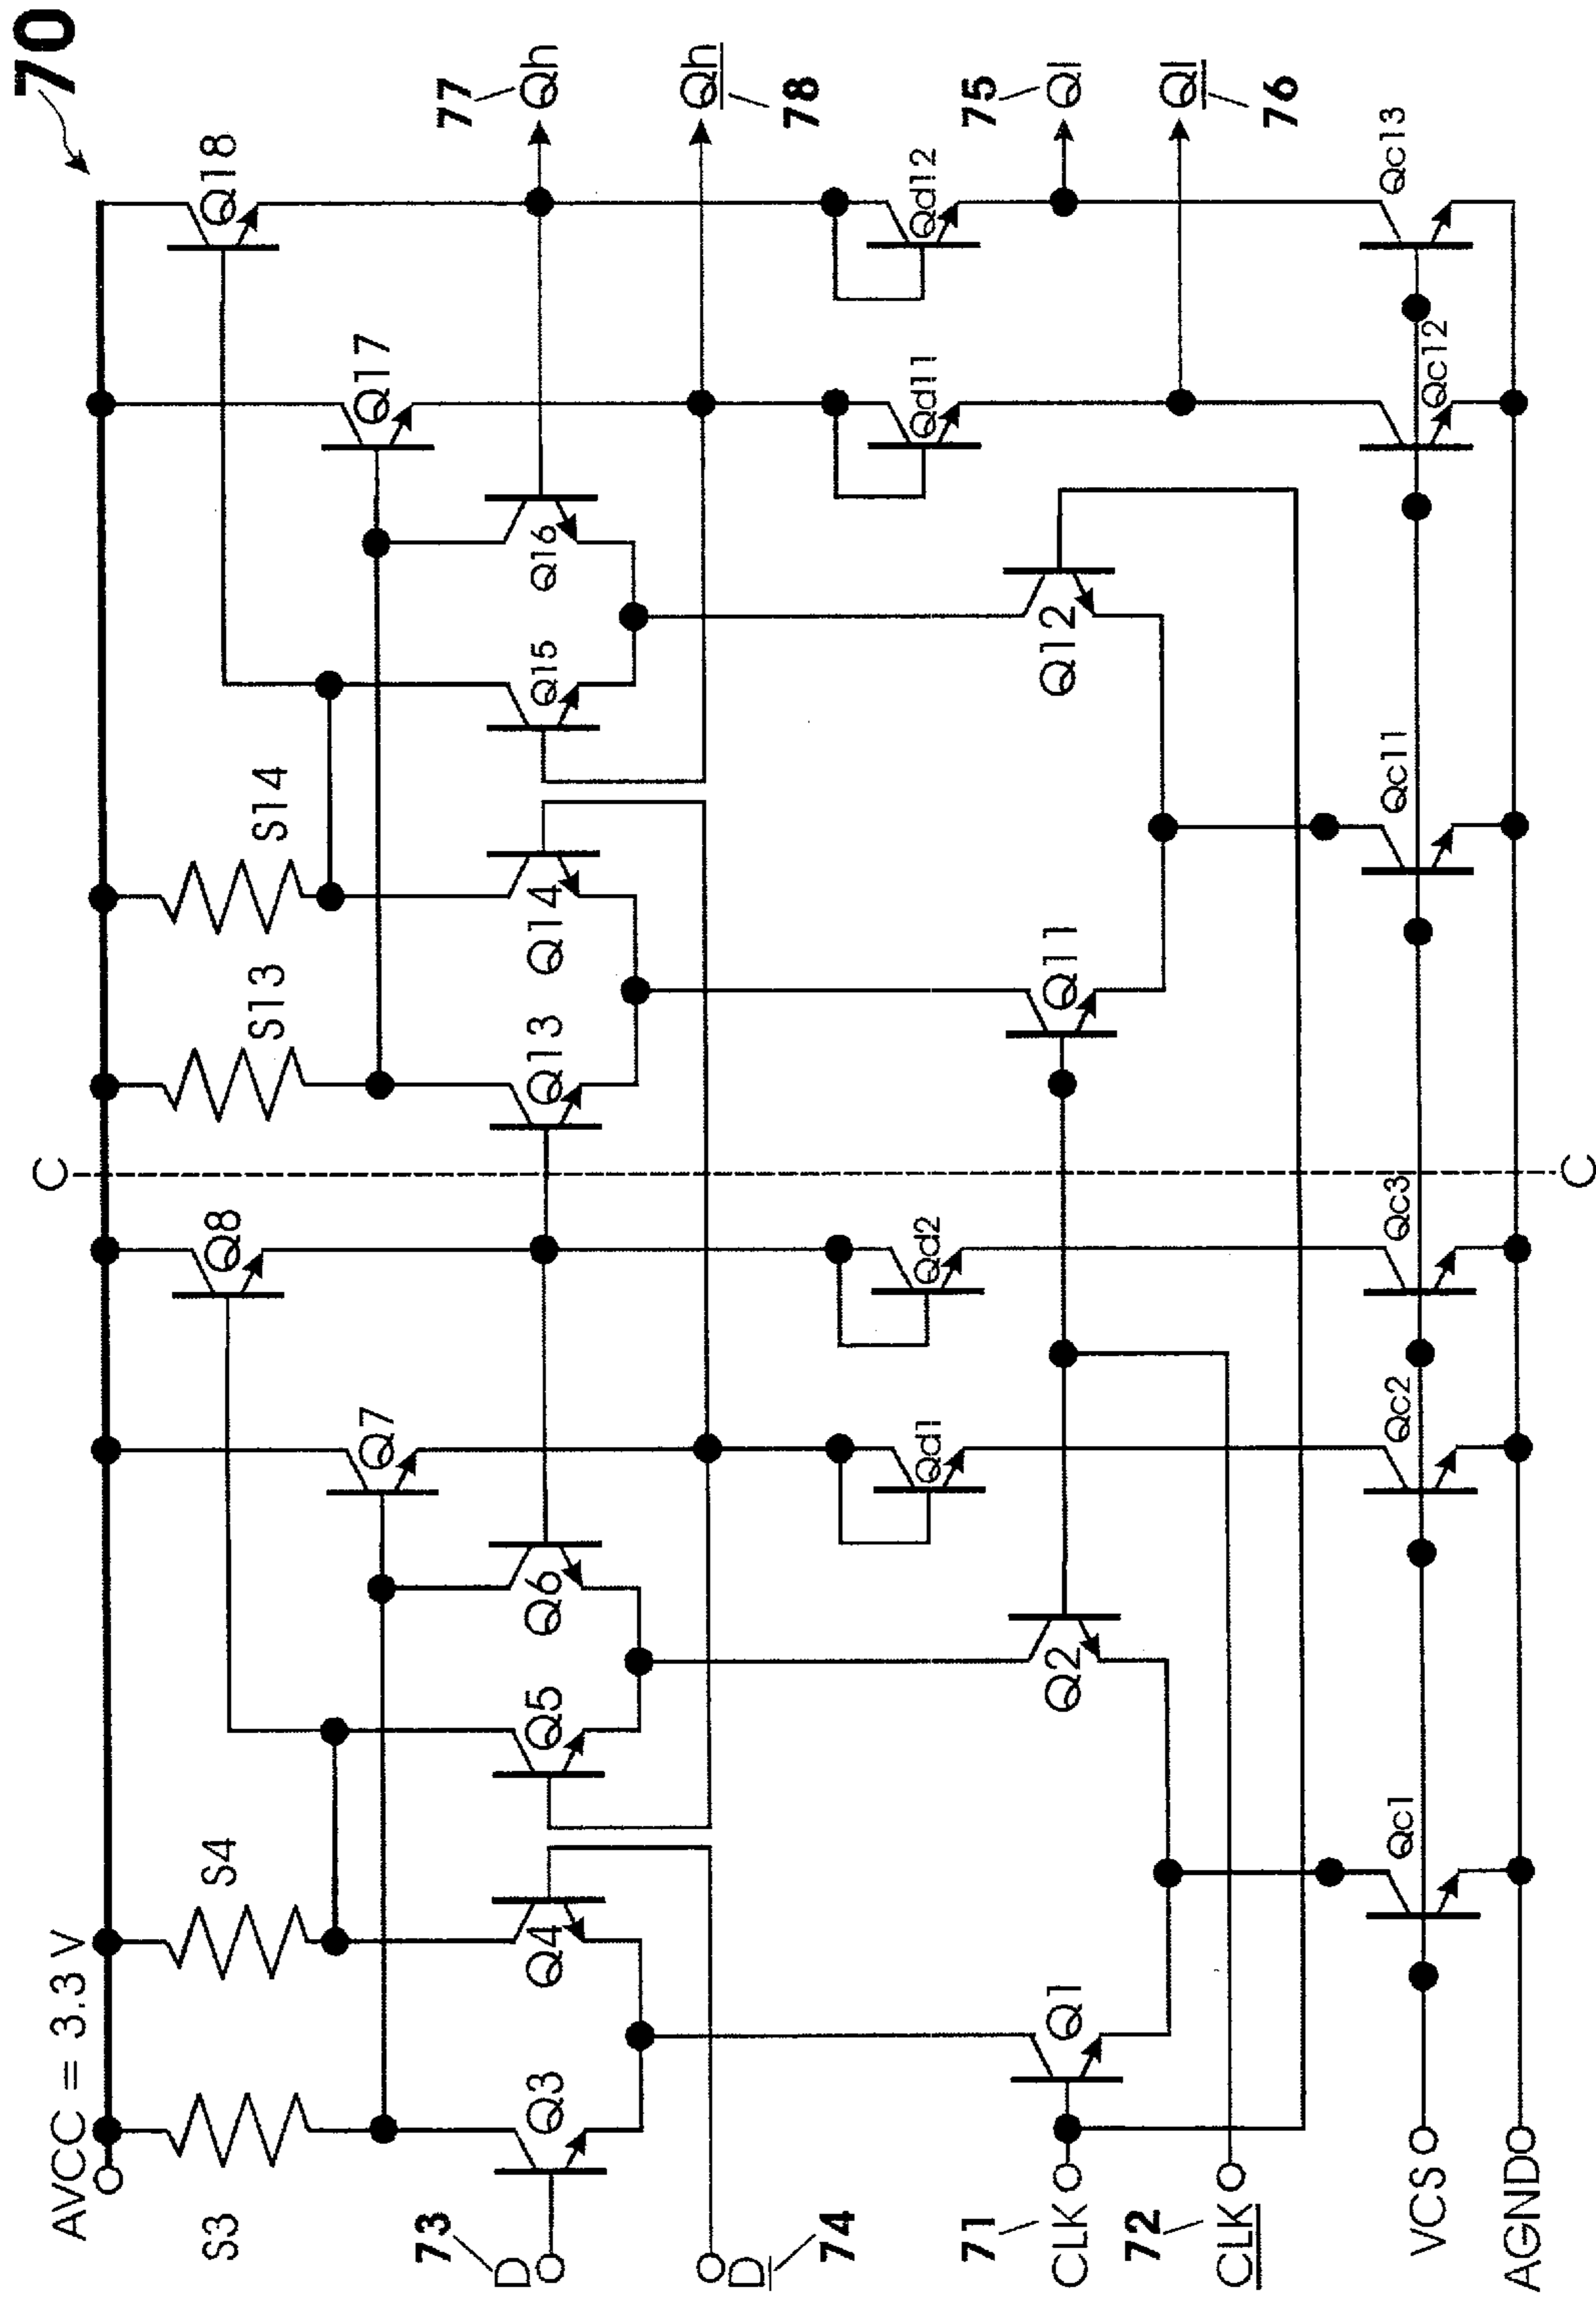 70
AVCC = 3.3 V
C
S3
S4
Q8
S13
S14
Q18
Q7
Q17
73
D
Q3
Q4
Q5
Q6
Q13
Q14
Q15
Q16
77
Qh
74
D
78
Qh
Qd1
Qd2
Qd11
Qd12
71
CLK
Q1
Q2
Q11
Q12
75
Ql
72
CLK
76
Ql
VCS
Qc1
Qc2
Qc3
Qc11
Qc12
Qc13
AGND
C